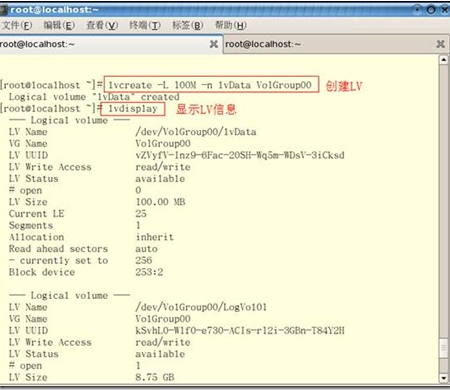 root@localhost:~
文件(F) 编辑(E) 查看(V) 终端(T) 标签(B) 帮助(H)
root@localhost:~ root@localhost:~
[root@localhost ~]# lvcreate -L 100M -n lvData VolGroup00 创建LV
Logical volume "lvData" created
[root@localhost ~]# lvdisplay 显示LV信息
--- Logical volume ---
LV Name /dev/VolGroup00/lvData
VG Name VolGroup00
LV UUID vZVyfV-Inz9-6Fac-20SH-Wq5m-WDsV-3iCksd
LV Write Access read/write
LV Status available
# open 0
LV Size 100.00 MB
Current LE 25
Segments 1
Allocation inherit
Read ahead sectors auto
- currently set to 256
Block device 253:2
--- Logical volume ---
LV Name /dev/VolGroup00/LogVol01
VG Name VolGroup00
LV UUID kSvhL0-Wlf0-e730-ACIs-rl2i-3GBn-T84Y2H
LV Write Access read/write
LV Status available
# open 1
LV Size 8.75 GB